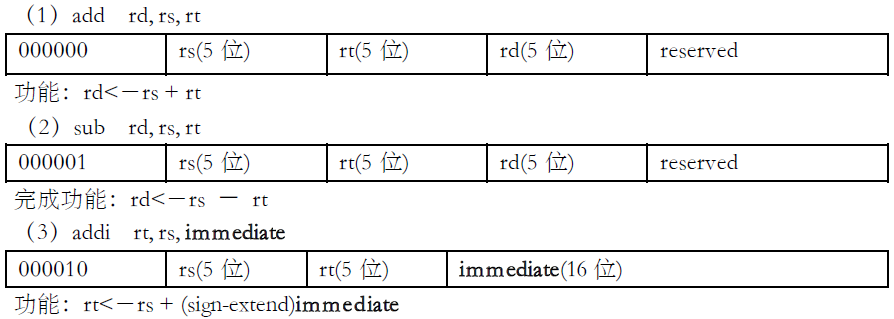 （1）add rd, rs, rt
000000 rs(5 位) rt(5 位) rd(5 位) reserved
功能：rd<－rs + rt
（2）sub rd, rs, rt
000001 rs(5 位) rt(5 位) rd(5 位) reserved
完成功能：rd<－rs － rt
（3）addi rt, rs, immediate
000010 rs(5 位) rt(5 位) immediate(16 位)
功能：rt<－rs + (sign-extend)immediate